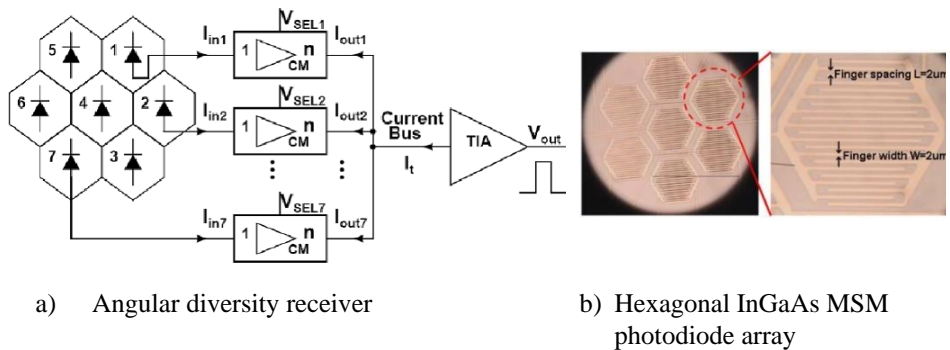 5 1
6 4 2
7 3
I_in1 V_SEL1 1 n CM I_out1
I_in2 V_SEL2 1 n CM I_out2
I_in7 V_SEL7 1 n CM I_out7
Current
Bus
I_t
TIA
V_out
Finger spacing L=2um
Finger width W=2um
a) Angular diversity receiver
b) Hexagonal InGaAs MSM
photodiode array